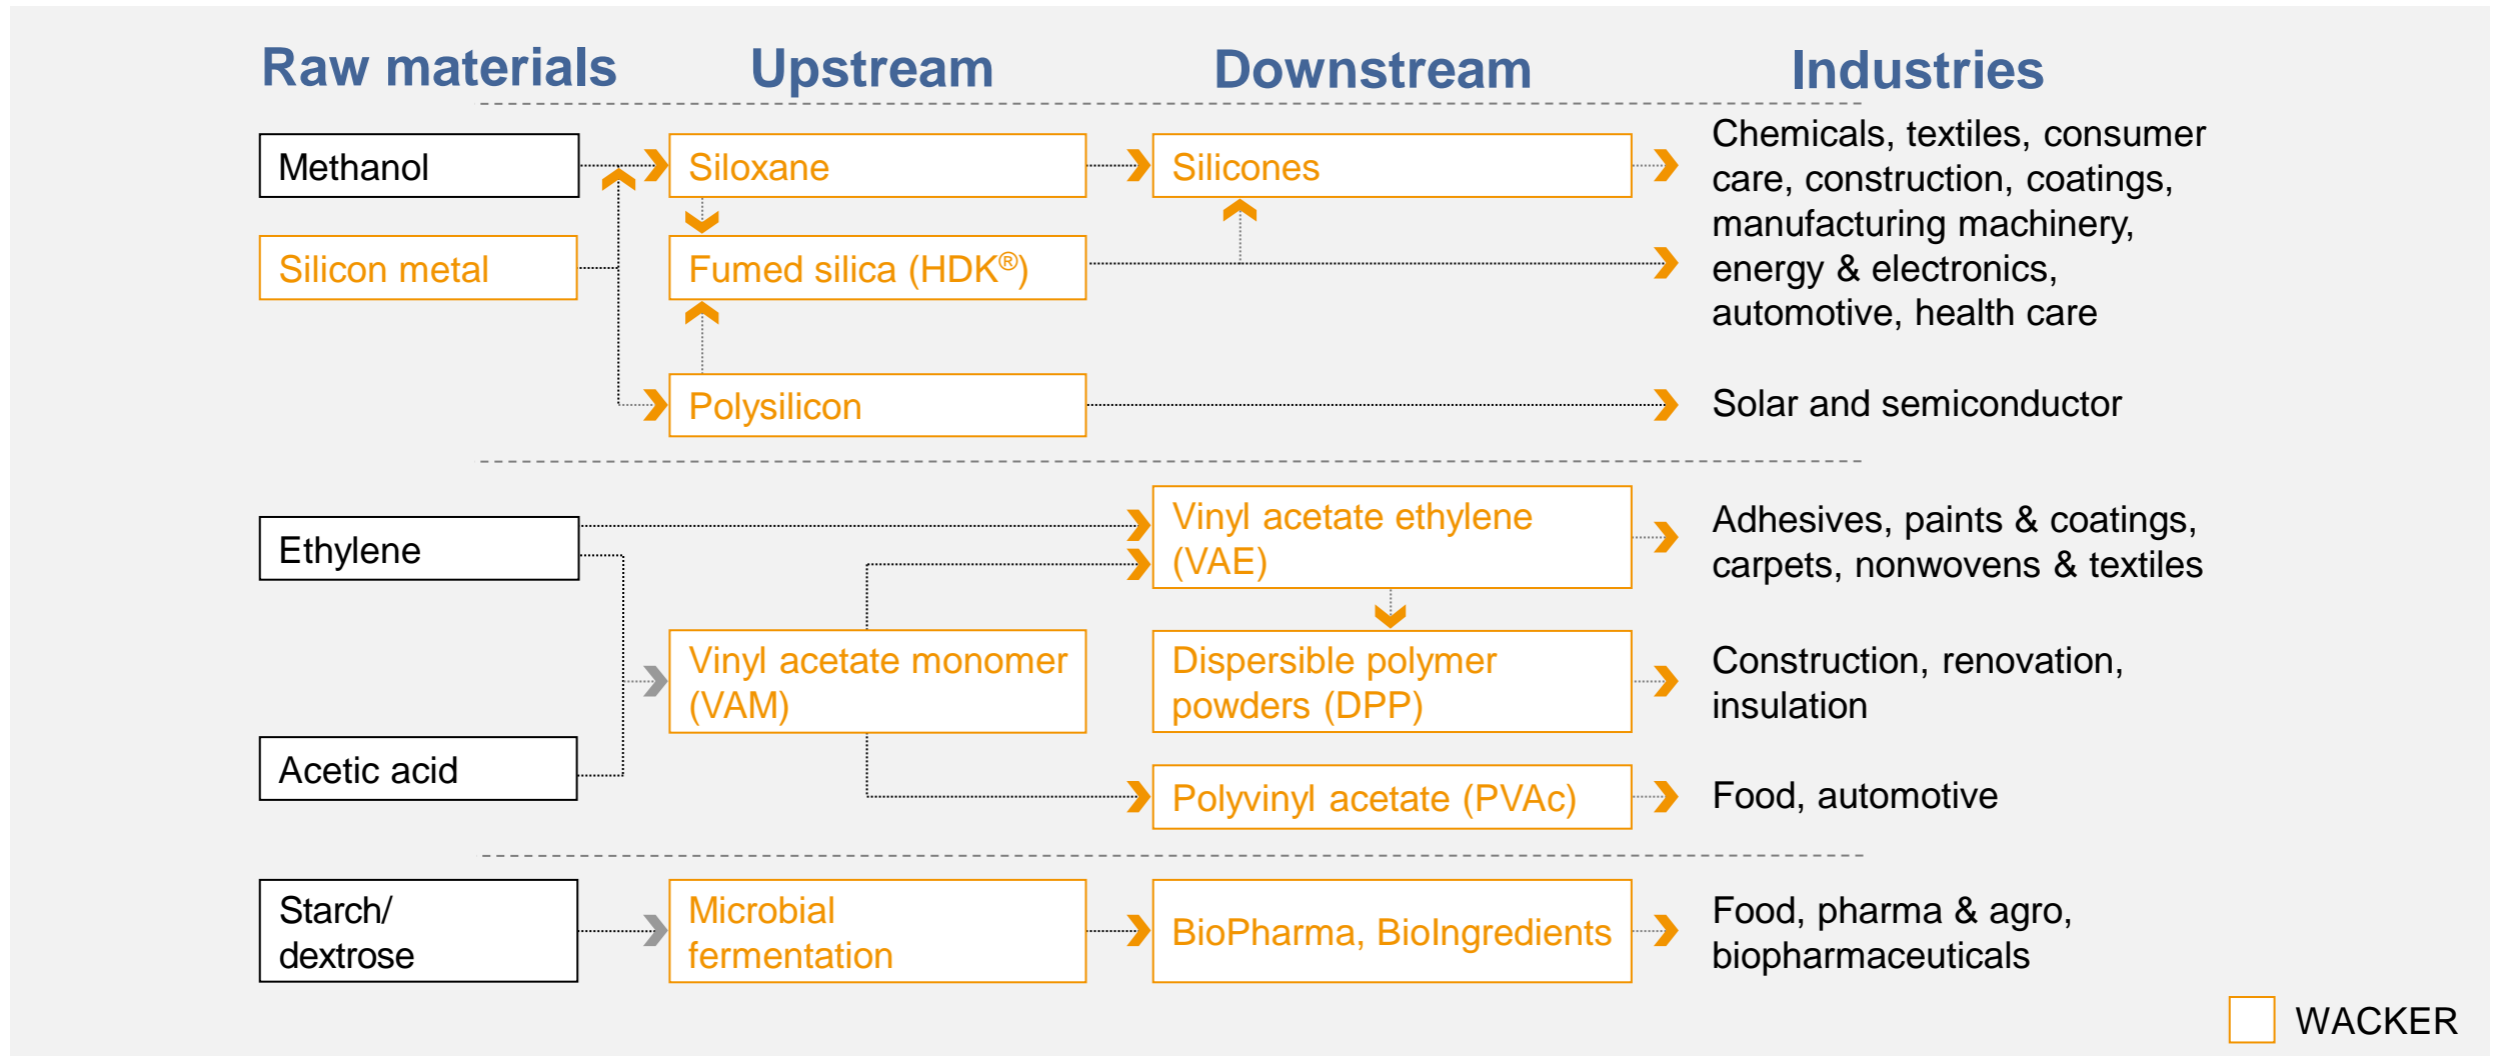 Raw materials
Upstream
Downstream
Industries
Methanol
Siloxane
Silicones
Chemicals, textiles, consumer
care, construction, coatings,
manufacturing machinery,
energy & electronics,
automotive, health care
Silicon metal
Fumed silica (HDK®)
Polysilicon
Solar and semiconductor
Ethylene
Vinyl acetate ethylene
(VAE)
Adhesives, paints & coatings,
carpets, nonwovens & textiles
Vinyl acetate monomer
(VAM)
Dispersible polymer
powders (DPP)
Construction, renovation,
insulation
Acetic acid
Polyvinyl acetate (PVAc)
Food, automotive
Starch/
dextrose
Microbial
fermentation
BioPharma, BioIngredients
Food, pharma & agro,
biopharmaceuticals
WACKER